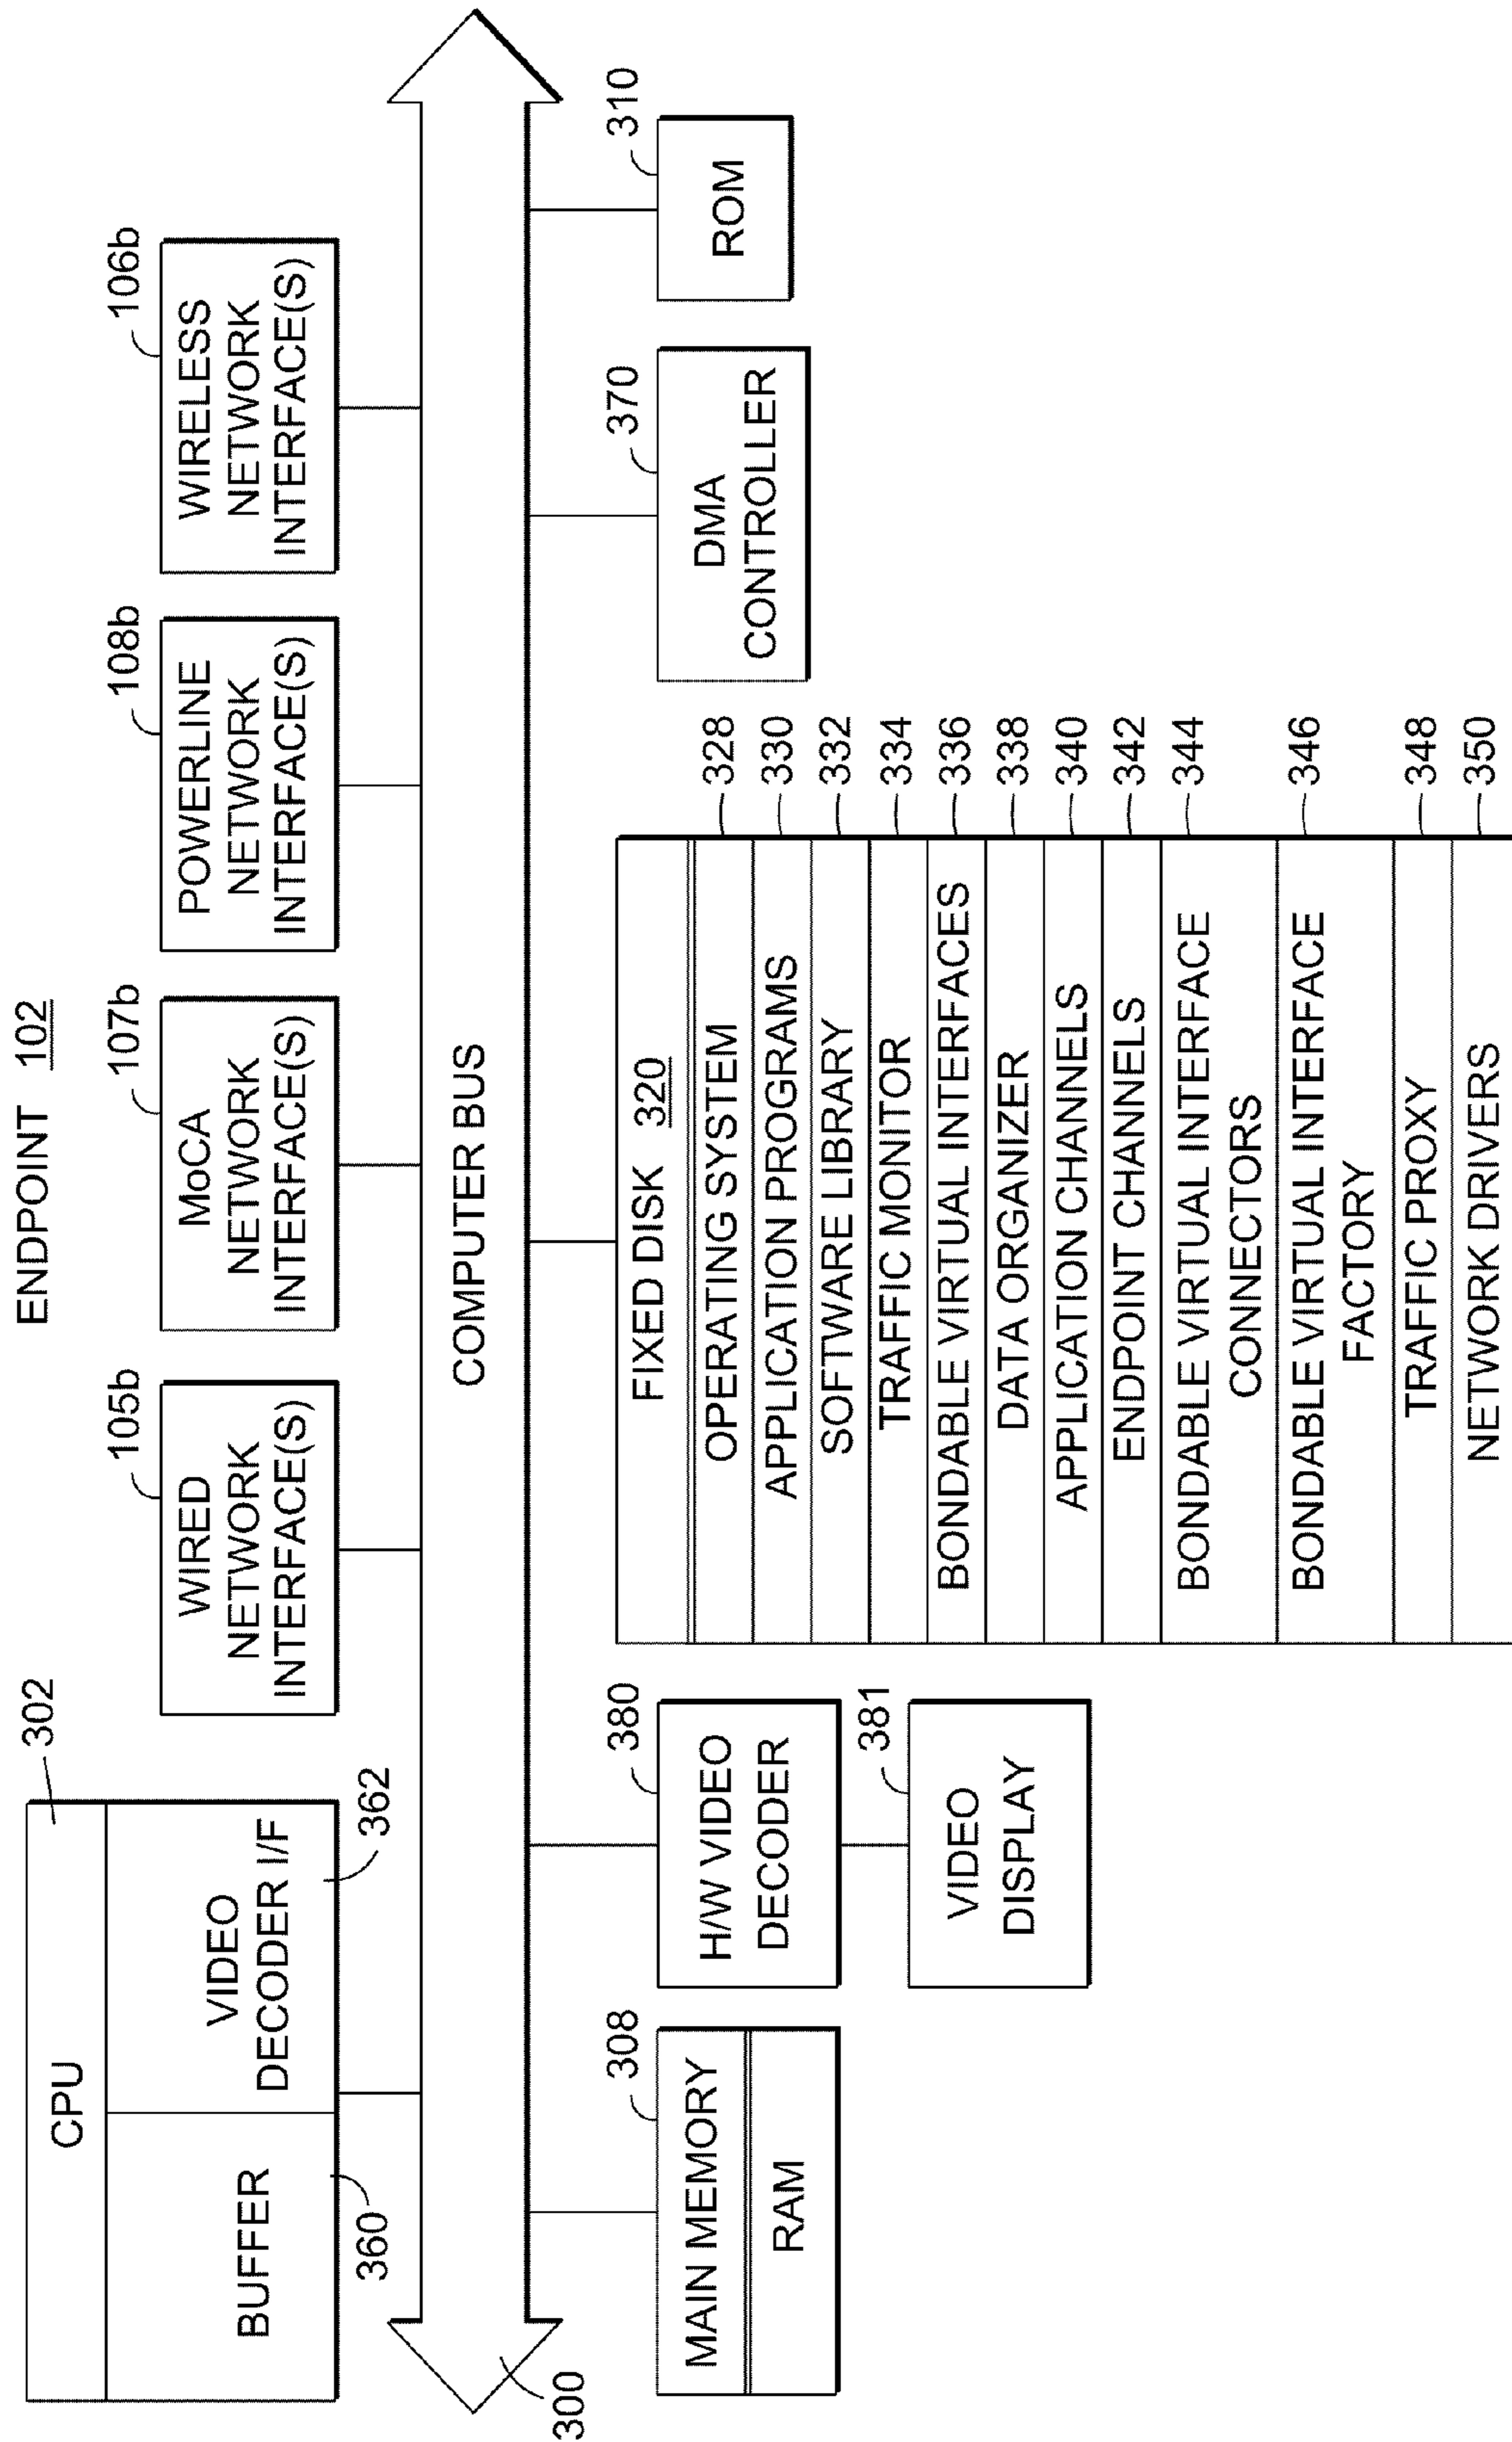 ENDPOINT 102
CPU
302
BUFFER
360
VIDEO
DECODER I/F
362
WIRED
NETWORK
INTERFACE(S)
105b
MoCA
NETWORK
INTERFACE(S)
107b
POWERLINE
NETWORK
INTERFACE(S)
108b
WIRELESS
NETWORK
INTERFACE(S)
106b
COMPUTER BUS
300
MAIN MEMORY
308
RAM
H/W VIDEO
DECODER
380
VIDEO
DISPLAY
381
FIXED DISK 320
OPERATING SYSTEM 328
APPLICATION PROGRAMS 330
SOFTWARE LIBRARY 332
TRAFFIC MONITOR 334
BONDABLE VIRTUAL INTERFACES 336
DATA ORGANIZER 338
APPLICATION CHANNELS 340
ENDPOINT CHANNELS 342
BONDABLE VIRTUAL INTERFACE 344
CONNECTORS
BONDABLE VIRTUAL INTERFACE 346
FACTORY
TRAFFIC PROXY 348
NETWORK DRIVERS 350
DMA
CONTROLLER
370
ROM
310